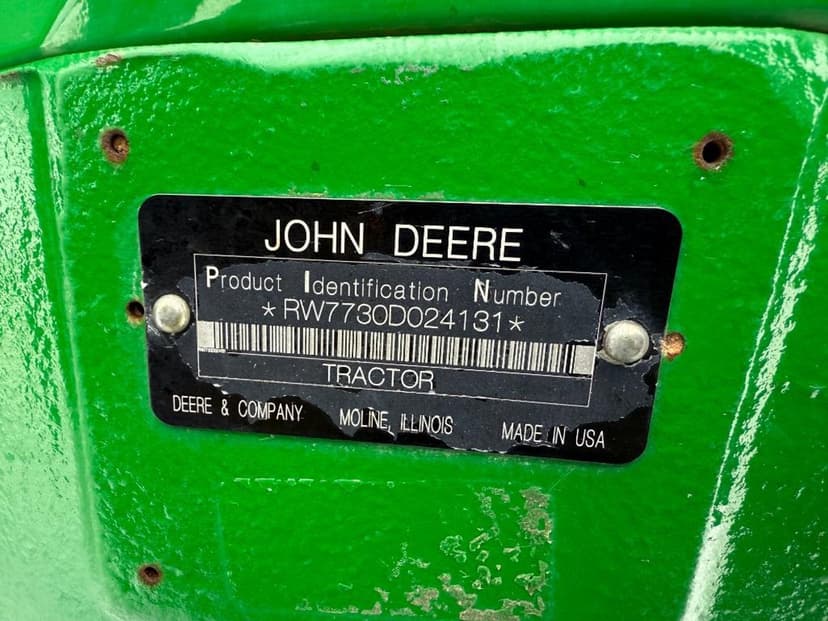 JOHN DEERE
Product Identification Number
*RW7730D024131*
TRACTOR
DEERE & COMPANY MOLINE, ILLINOIS MADE IN USA